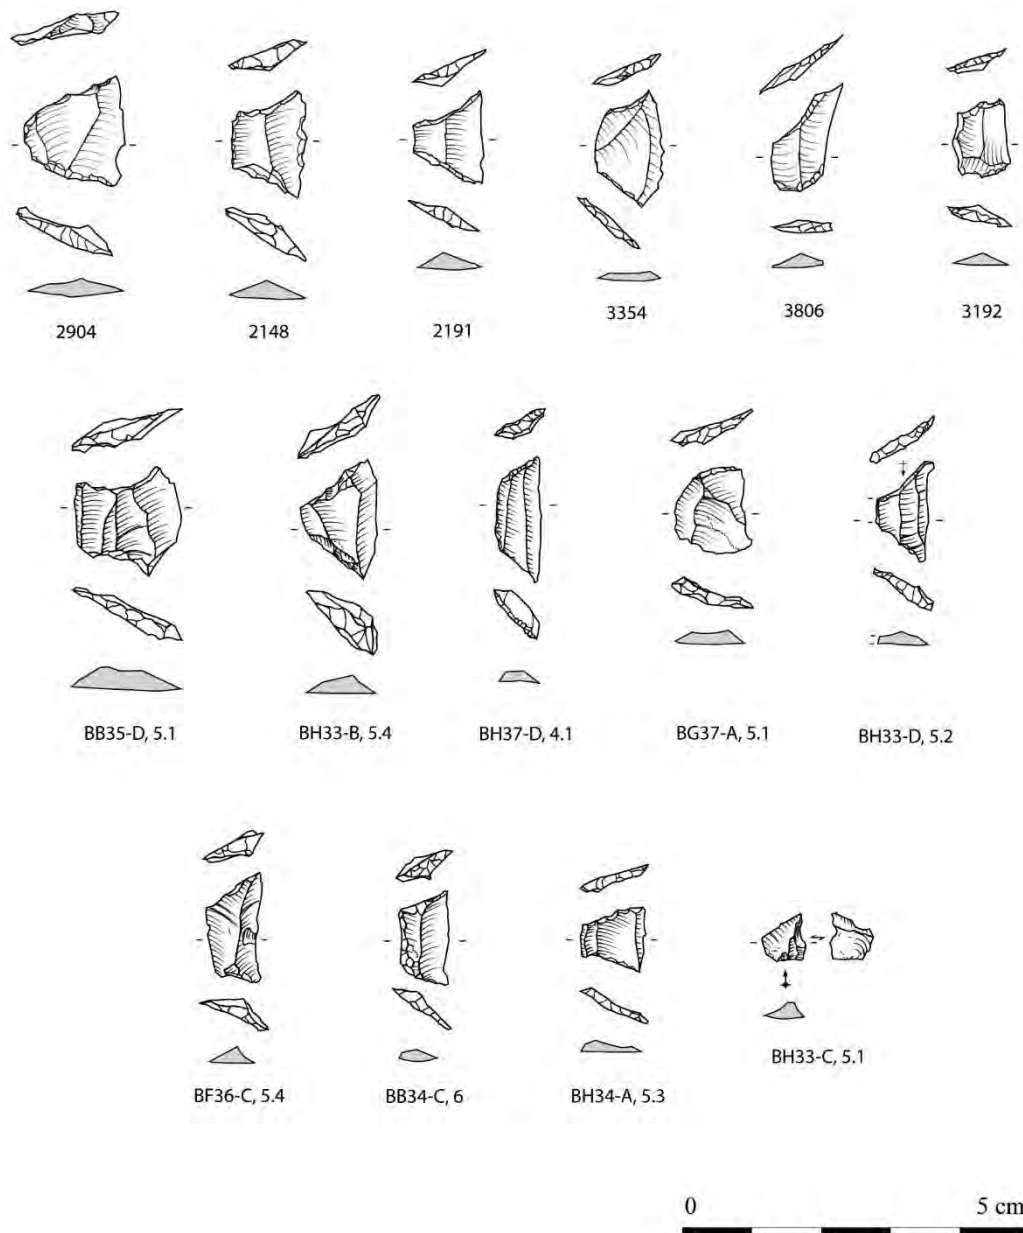 2904 2148 2191 3354 3806 3192
BB35-D, 5.1 BH33-B, 5.4 BH37-D, 4.1 BG37-A, 5.1 BH33-D, 5.2
BF36-C, 5.4 BB34-C, 6 BH34-A, 5.3 BH33-C, 5.1
0 5 cm